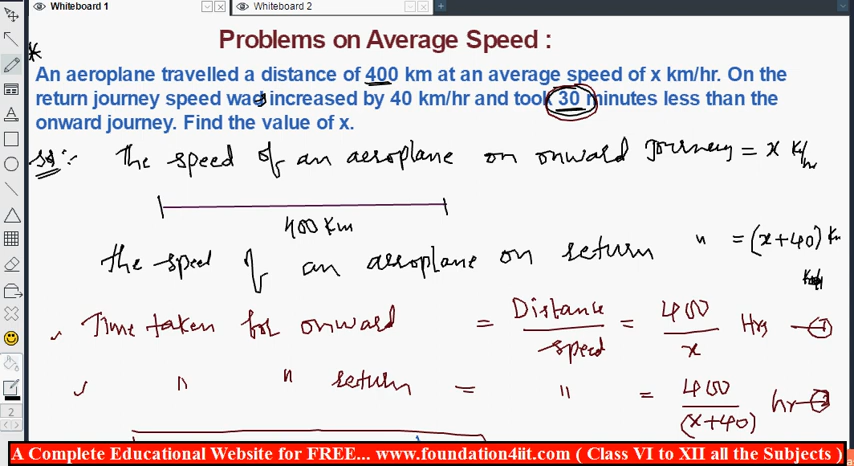 Whiteboard 1
Whiteboard 2
Problems on Average Speed :
An aeroplane travelled a distance of 400 km at an average speed of x km/hr. On the
return journey speed was increased by 40 km/hr and took 30 minutes less than the
onward journey. Find the value of x.
Sol :- The speed of an aeroplane on onward Journey = x K/hr
400 Km
The speed of an aeroplane on return " = (x+40) Km
Time taken for onward = Distance/speed = 400/x Hrs — 1
" " return = " = 400/(x+40) hr — 2
2
A Complete Educational Website for FREE... www.foundation4iit.com ( Class VI to XII all the Subjects )